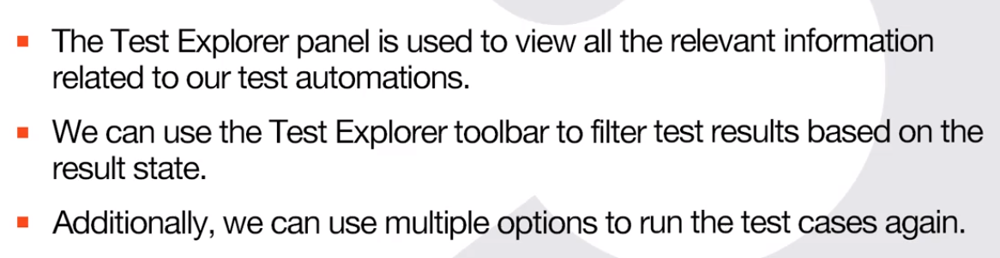 The Test Explorer panel is used to view all the relevant information
related to our test automations.
We can use the Test Explorer toolbar to filter test results based on the
result state.
Additionally, we can use multiple options to run the test cases again.